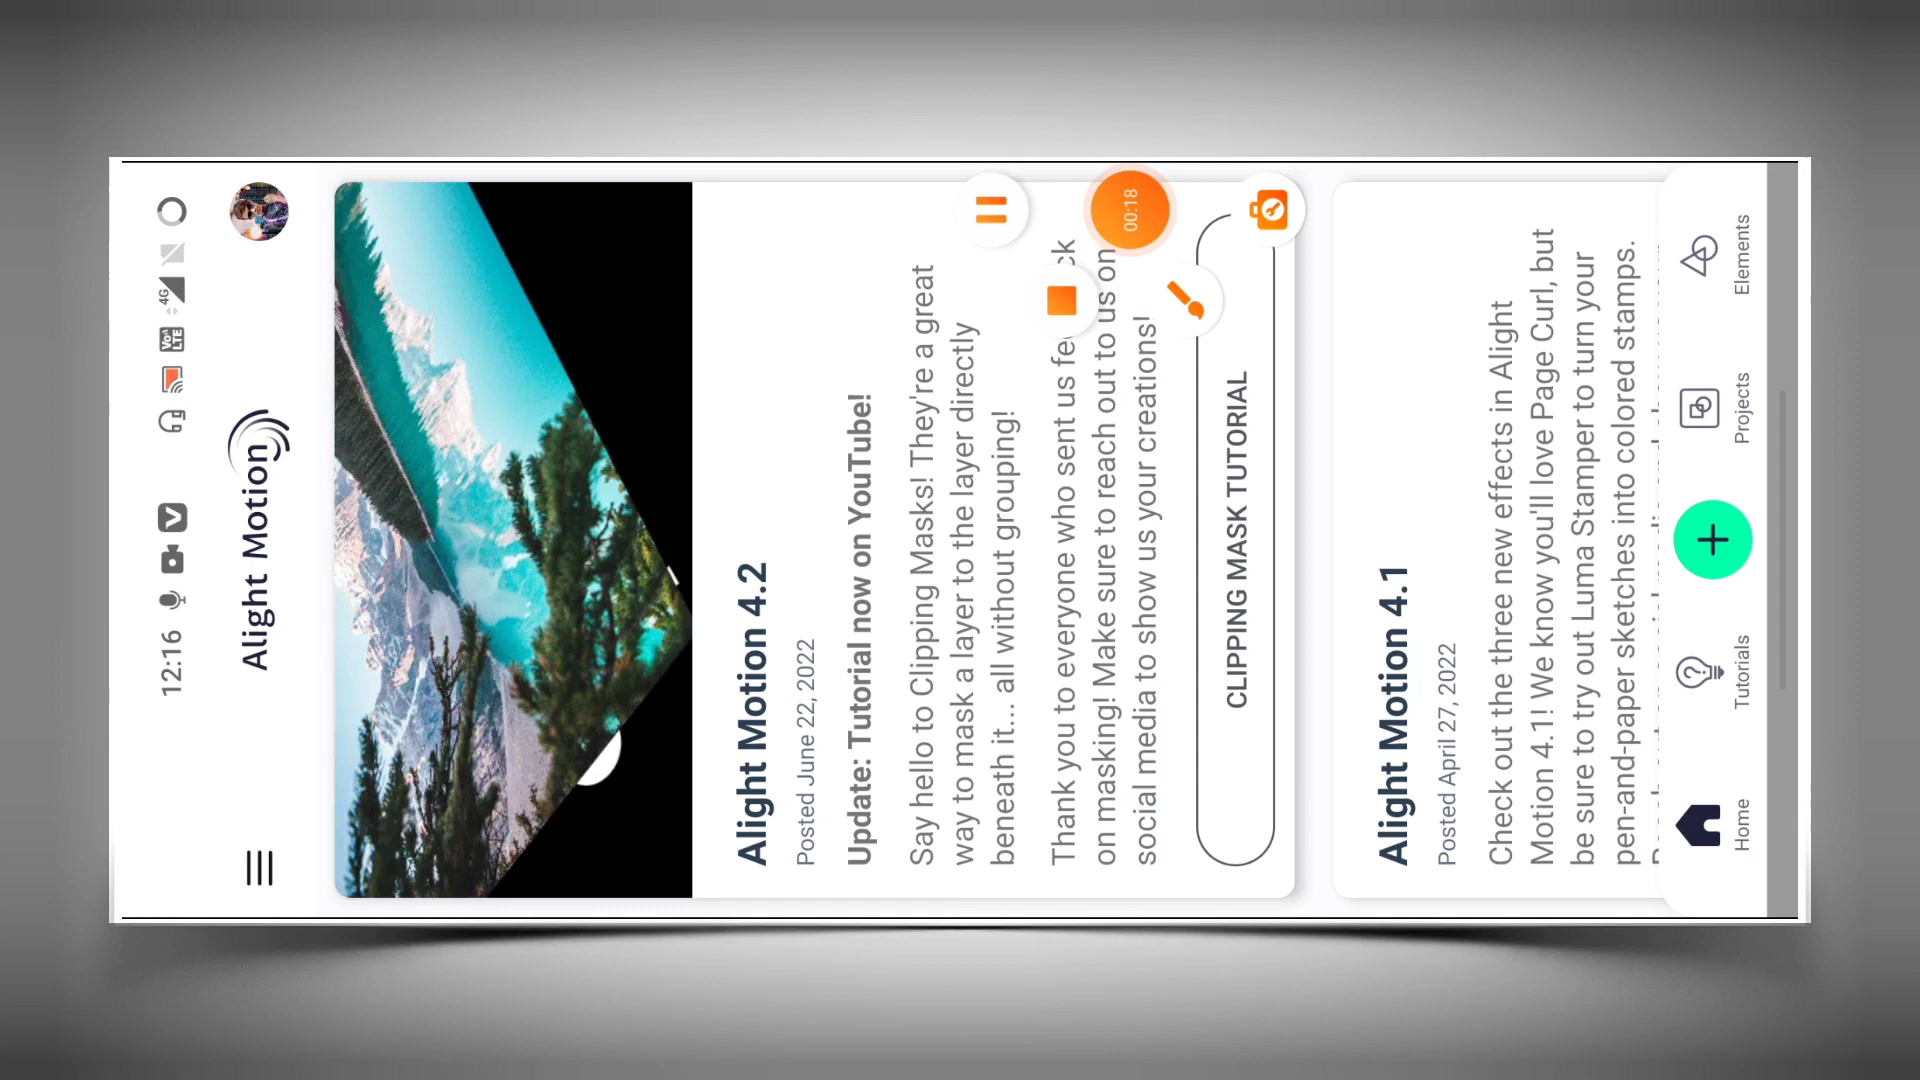 12:16
4G
Vo))
LTE
Alight Motion
Alight Motion 4.2
Posted June 22, 2022
Update: Tutorial now on YouTube!
Say hello to Clipping Masks! They're a great
way to mask a layer to the layer directly
beneath it... all without grouping!
Thank you to everyone who sent us
on masking! Make sure to reach out to us on
social media to show us your creations!
00:18
CLIPPING MASK TUTORIAL
Alight Motion 4.1
Posted April 27, 2022
Check out the three new effects in Alight
Motion 4.1! We know you'll love Page Curl, but
be sure to try out Luma Stamper to turn your
pen-and-paper sketches into colored stamps.
Home
Tutorials
Projects
Elements